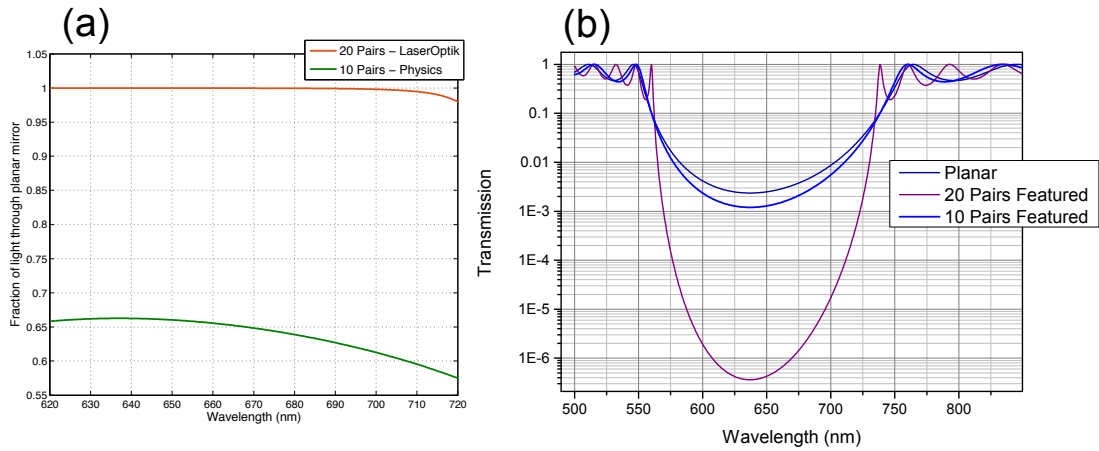 (a)
20 Pairs – LaserOptik
10 Pairs – Physics
Fraction of light through planar mirror
1.05
1
0.95
0.9
0.85
0.8
0.75
0.7
0.65
0.6
0.55
620 630 640 650 660 670 680 690 700 710 720
Wavelength (nm)
(b)
Transmission
1
0.1
0.01
1E-3
1E-4
1E-5
1E-6
Planar
20 Pairs Featured
10 Pairs Featured
500 550 600 650 700 750 800
Wavelength (nm)